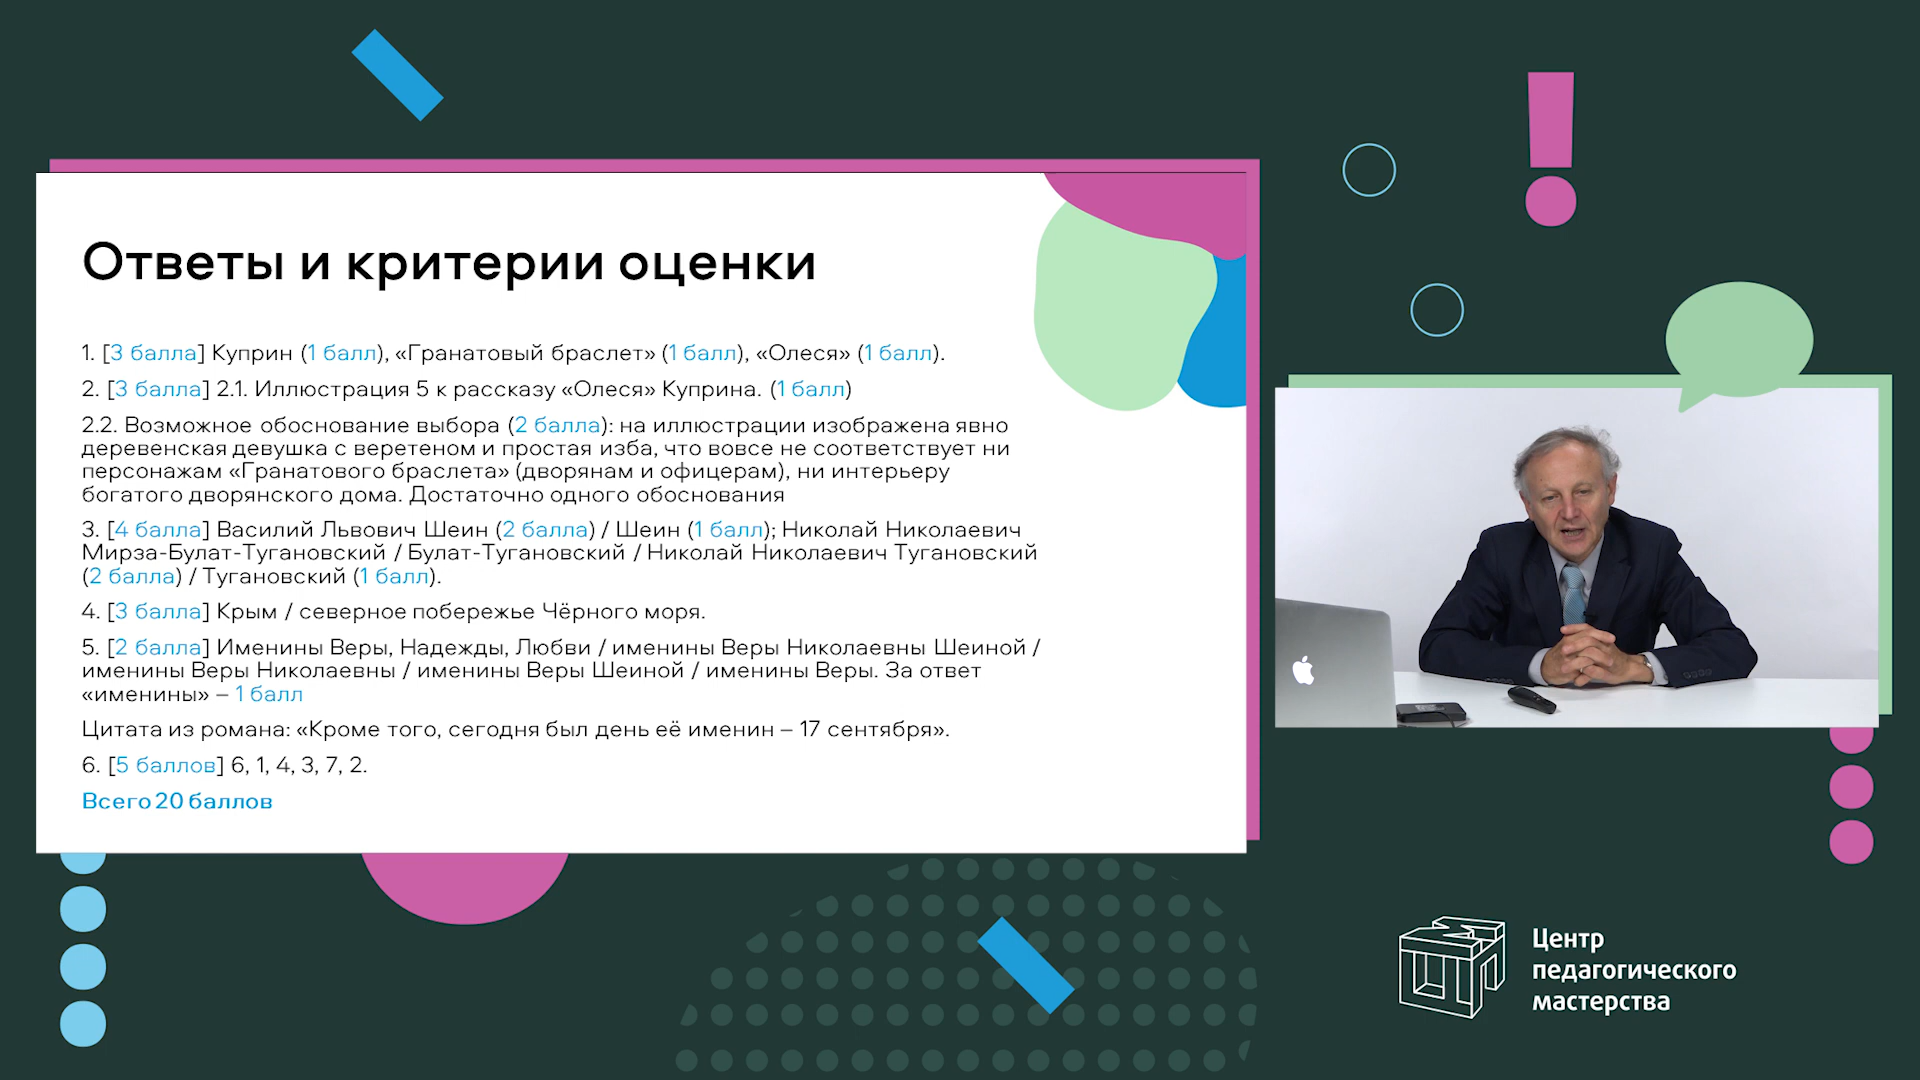 Ответы и критерии оценки
1. [3 балла] Куприн (1 балл), «Гранатовый браслет» (1 балл), «Олеся» (1 балл).
2. [3 балла] 2.1. Иллюстрация 5 к рассказу «Олеся» Куприна. (1 балл)
2.2. Возможное обоснование выбора (2 балла): на иллюстрации изображена явно
деревенская девушка с веретеном и простая изба, что вовсе не соответствует ни
персонажам «Гранатового браслета» (дворянам и офицерам), ни интерьеру
богатого дворянского дома. Достаточно одного обоснования
3. [4 балла] Василий Львович Шеин (2 балла) / Шеин (1 балл); Николай Николаевич
Мирза-Булат-Тугановский / Булат-Тугановский / Николай Николаевич Тугановский
(2 балла) / Тугановский (1 балл).
4. [3 балла] Крым / северное побережье Чёрного моря.
5. [2 балла] Именины Веры, Надежды, Любви / именины Веры Николаевны Шеиной /
именины Веры Николаевны / именины Веры Шеиной / именины Веры. За ответ
«именины» – 1 балл
Цитата из романа: «Кроме того, сегодня был день её именин – 17 сентября».
6. [5 баллов] 6, 1, 4, 3, 7, 2.
Всего 20 баллов
Центр
педагогического
мастерства